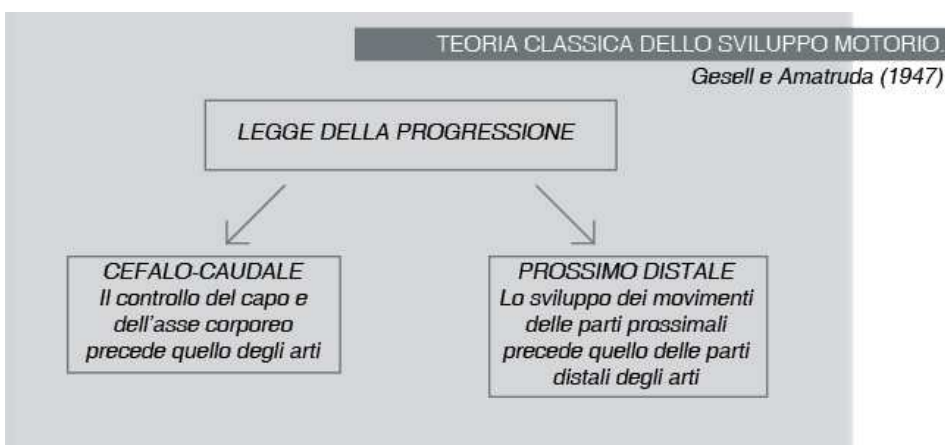 TEORIA CLASSICA DELLO SVILUPPO MOTORIO.
Gesell e Amatruda (1947)
LEGGE DELLA PROGRESSIONE
CEFALO-CAUDALE
Il controllo del capo e
dell'asse corporeo
precede quello degli arti
PROSSIMO DISTALE
Lo sviluppo dei movimenti
delle parti prossimali
precede quello delle parti
distali degli arti